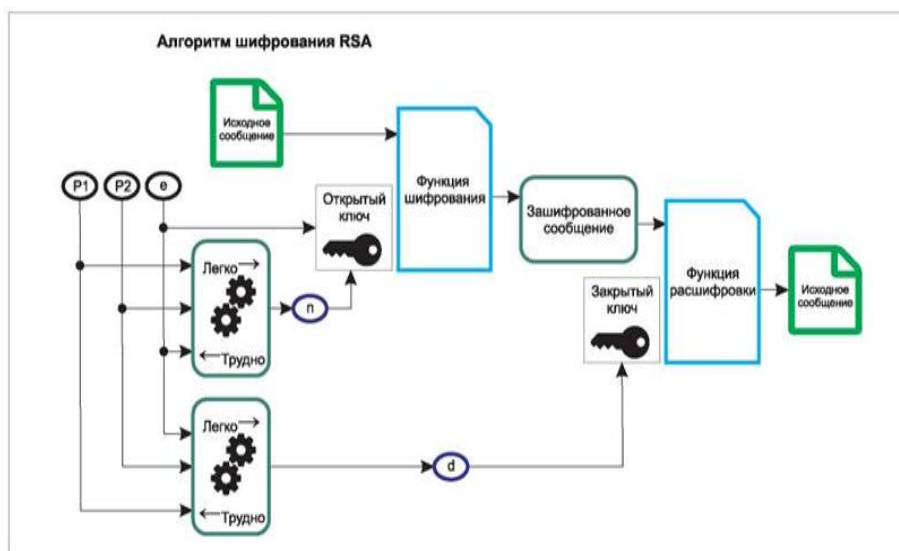 Алгоритм шифрования RSA
Исходное
сообщение
P1
P2
e
Открытый
ключ
Функция
шифрования
Зашифрованное
сообщение
Легко→
←Трудно
n
Закрытый
ключ
Функция
расшифровки
Исходное
сообщение
Легко→
←Трудно
d